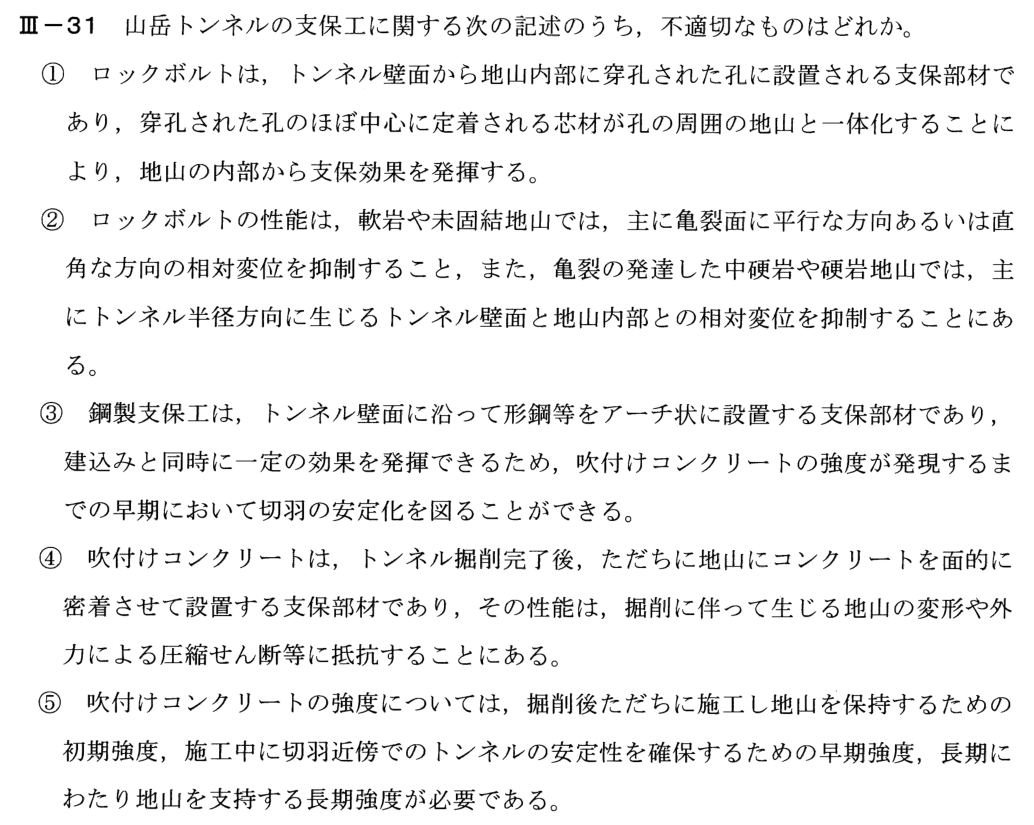 Ⅲ－31　山岳トンネルの支保工に関する次の記述のうち，不適切なものはどれか。
①　ロックボルトは，トンネル壁面から地山内部に穿孔された孔に設置される支保部材で
あり，穿孔された孔のほぼ中心に定着される芯材が孔の周囲の地山と一体化することに
より，地山の内部から支保効果を発揮する。
②　ロックボルトの性能は，軟岩や未固結地山では，主に亀裂面に平行な方向あるいは直
角な方向の相対変位を抑制すること，また，亀裂の発達した中硬岩や硬岩地山では，主
にトンネル半径方向に生じるトンネル壁面と地山内部との相対変位を抑制することにあ
る。
③　鋼製支保工は，トンネル壁面に沿って形鋼等をアーチ状に設置する支保部材であり，
建込みと同時に一定の効果を発揮できるため，吹付けコンクリートの強度が発現するま
での早期において切羽の安定化を図ることができる。
④　吹付けコンクリートは，トンネル掘削完了後，ただちに地山にコンクリートを面的に
密着させて設置する支保部材であり，その性能は，掘削に伴って生じる地山の変形や外
力による圧縮せん断等に抵抗することにある。
⑤　吹付けコンクリートの強度については，掘削後ただちに施工し地山を保持するための
初期強度，施工中に切羽近傍でのトンネルの安定性を確保するための早期強度，長期に
わたり地山を支持する長期強度が必要である。